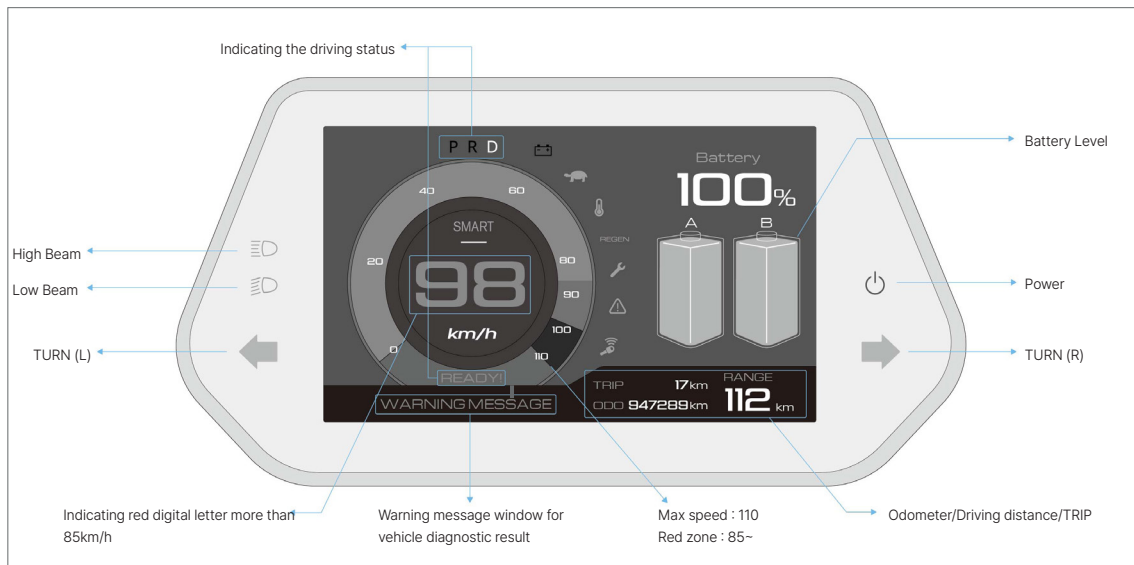 Indicating the driving status
P R D
Battery
100%
A B
Battery Level
40 60
SMART
REGEN
High Beam
20 80
98
Low Beam
90
Power
km/h
100
TURN (L)
0 110
TURN (R)
READY!
WARNING MESSAGE
TRIP 17km RANGE
ODO 947289km 112 km
Indicating red digital letter more than
85km/h
Warning message window for
vehicle diagnostic result
Max speed : 110
Red zone : 85~
Odometer/Driving distance/TRIP